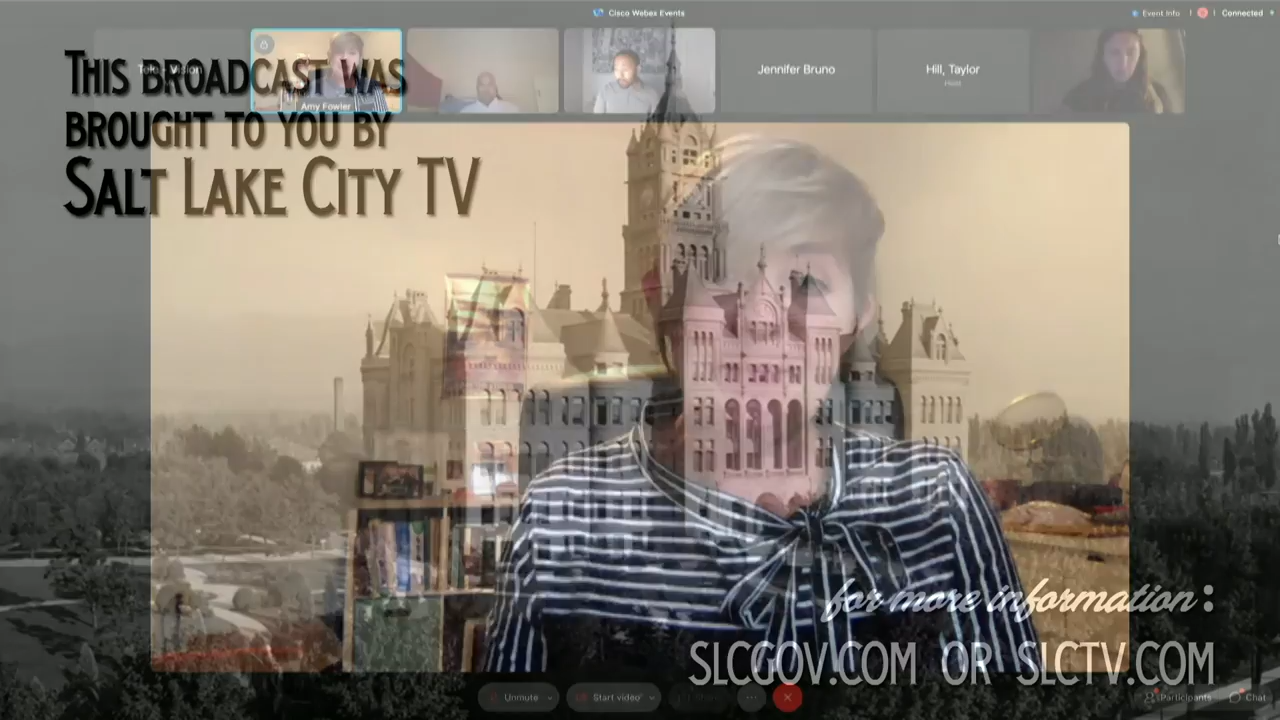 Cisco Webex Events
Event Info
Connected
THIS BROADCAST WAS
BROUGHT TO YOU BY
SALT LAKE CITY TV
Amy Fowler
Jennifer Bruno
Hill, Taylor
Host
for more information:
SLCGOV.COM OR SLCTV.COM
Unmute
Start video
Participants
Chat